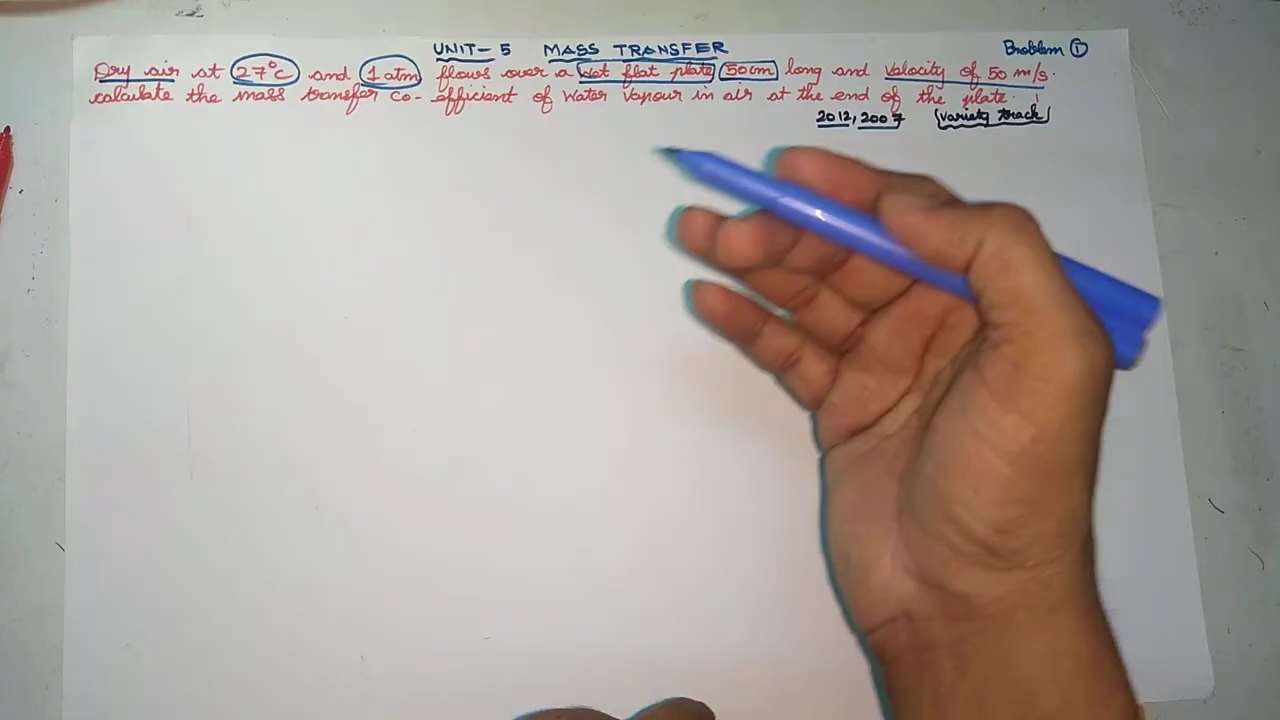 UNIT- 5 MASS TRANSFER
Problem ①
Dry air at 27°C and 1 atm flows over a wet flat plate 50cm long and Velocity of 50 m/s.
calculate the mass transfer co-efficient of water vapour in air at the end of the plate.
2012, 2007 (variety track)